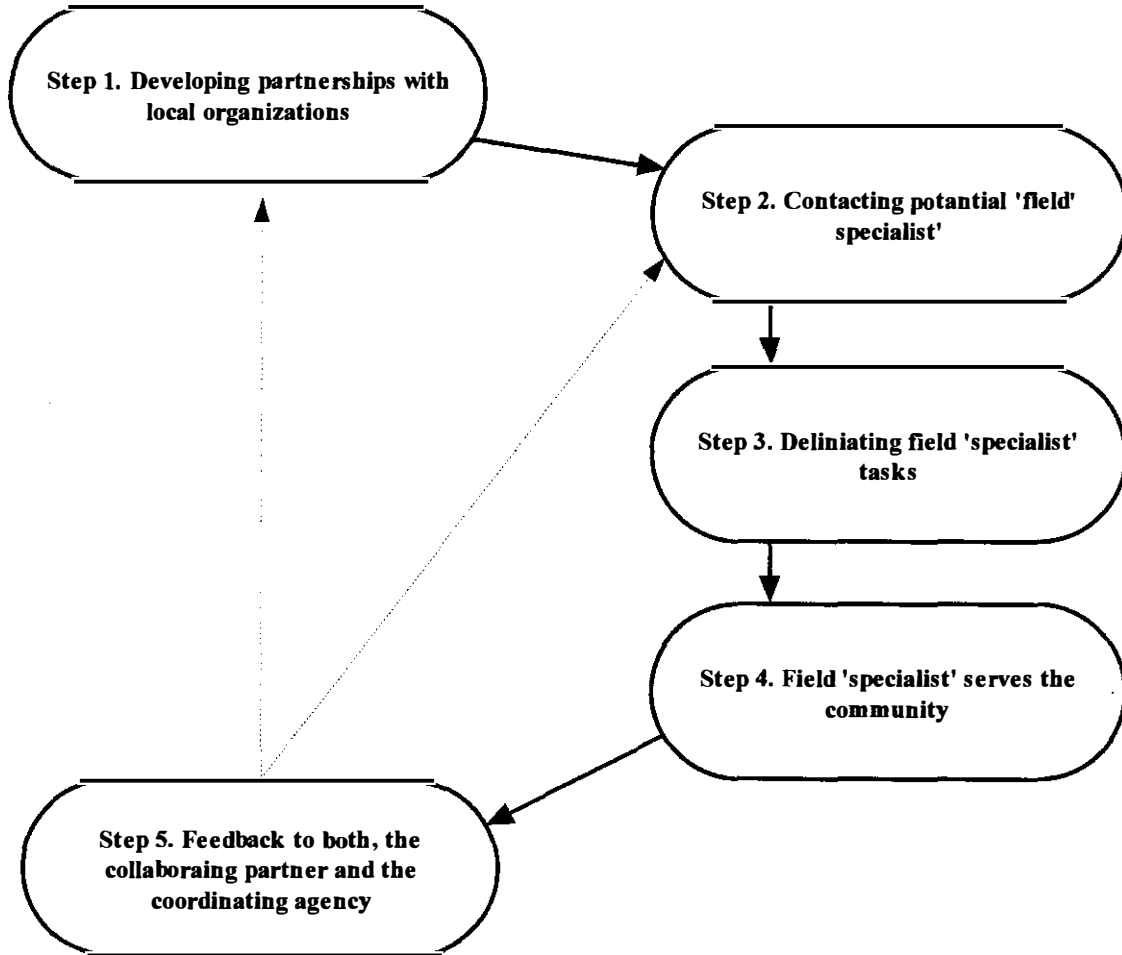 Step 1. Developing partnerships with
local organizations
Step 2. Contacting potantial 'field'
specialist'
Step 3. Deliniating field 'specialist'
tasks
Step 4. Field 'specialist' serves the
community
Step 5. Feedback to both, the
collaboraing partner and the
coordinating agency